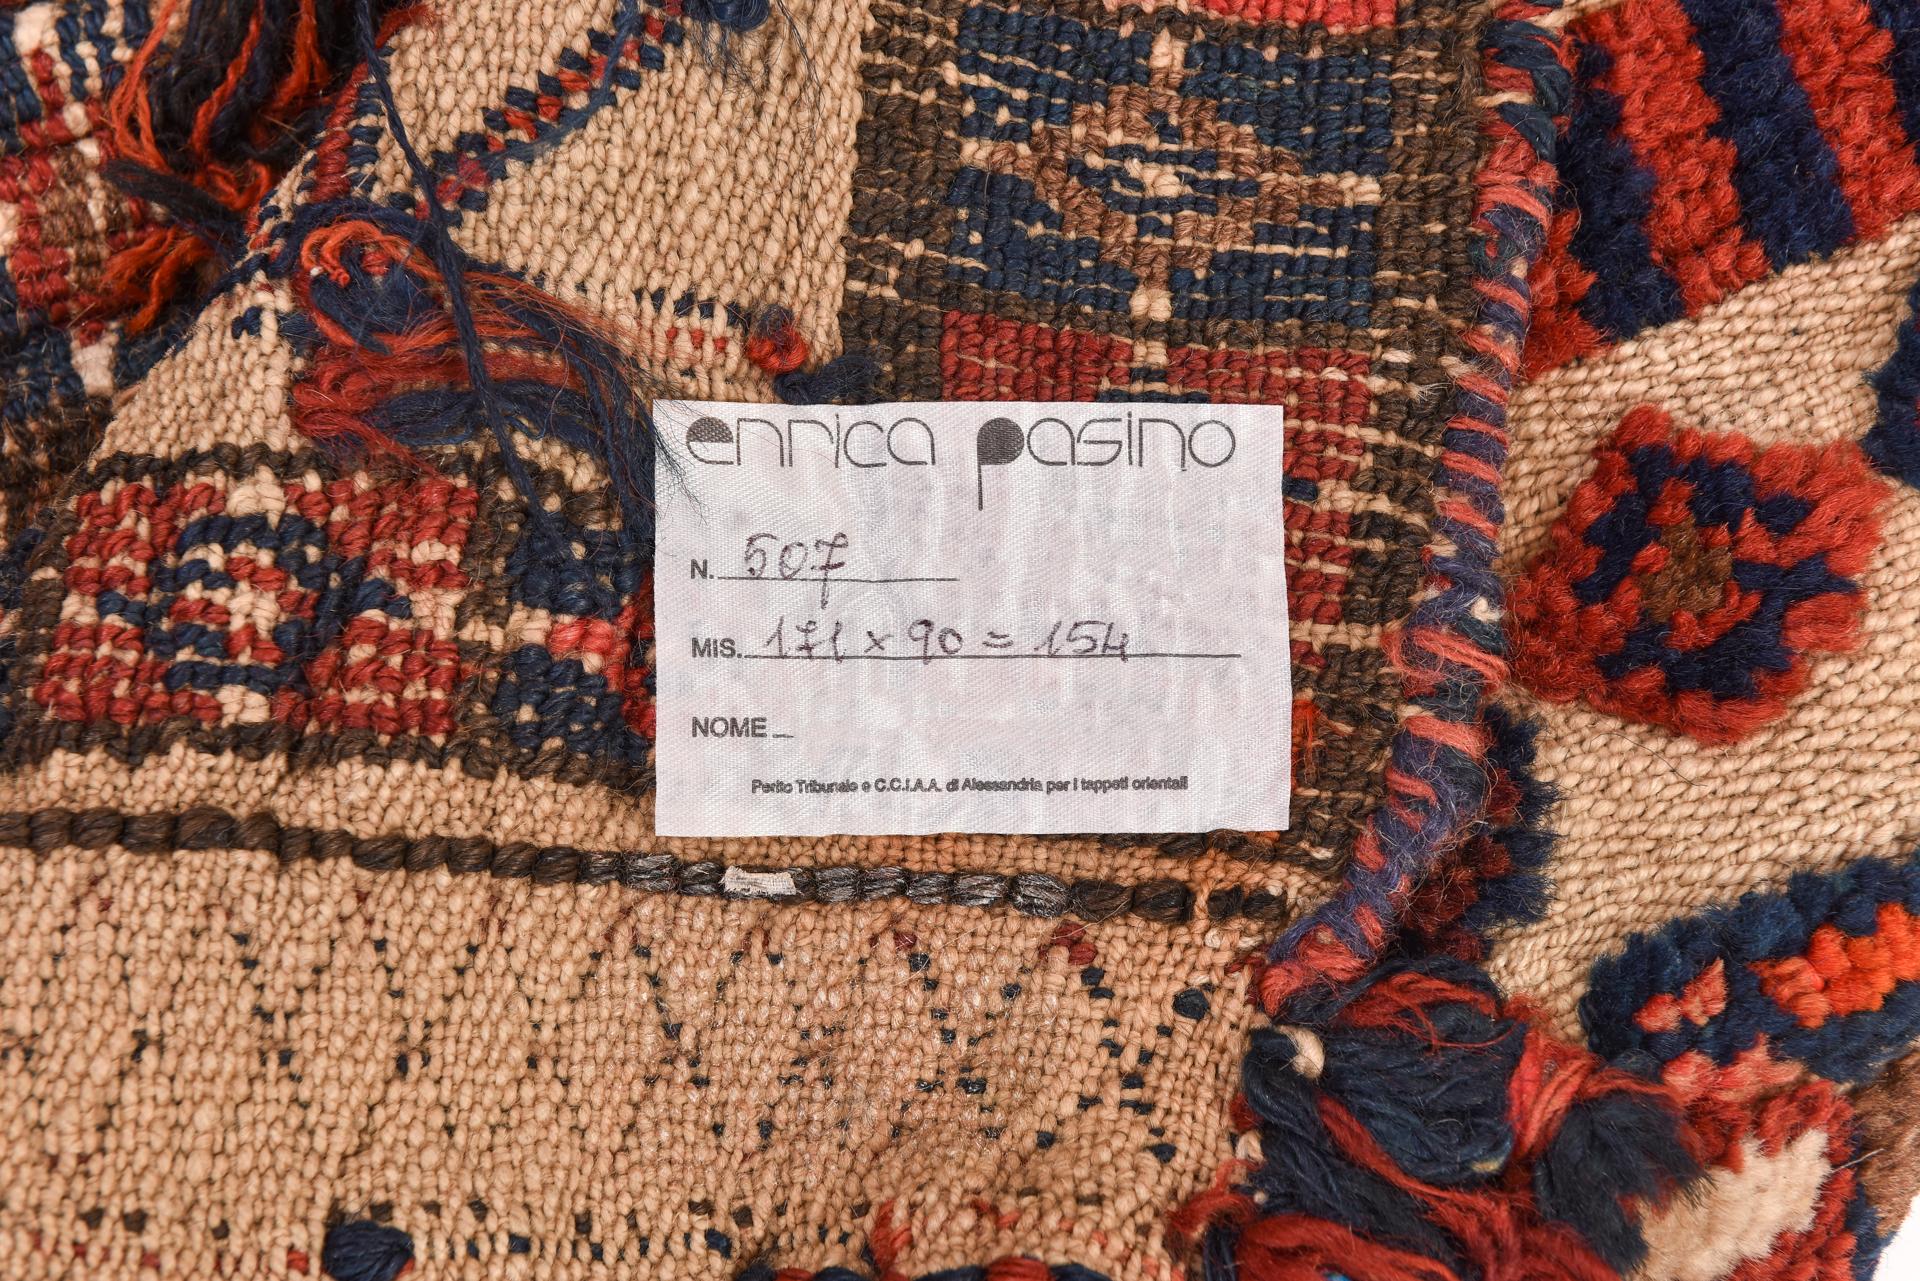 enrica pasino
N. 507
MIS. 171 x 90 = 154
NOME
Perito Tribunale e C.C.I.A.A. di Alessandria per i tappeti orientali